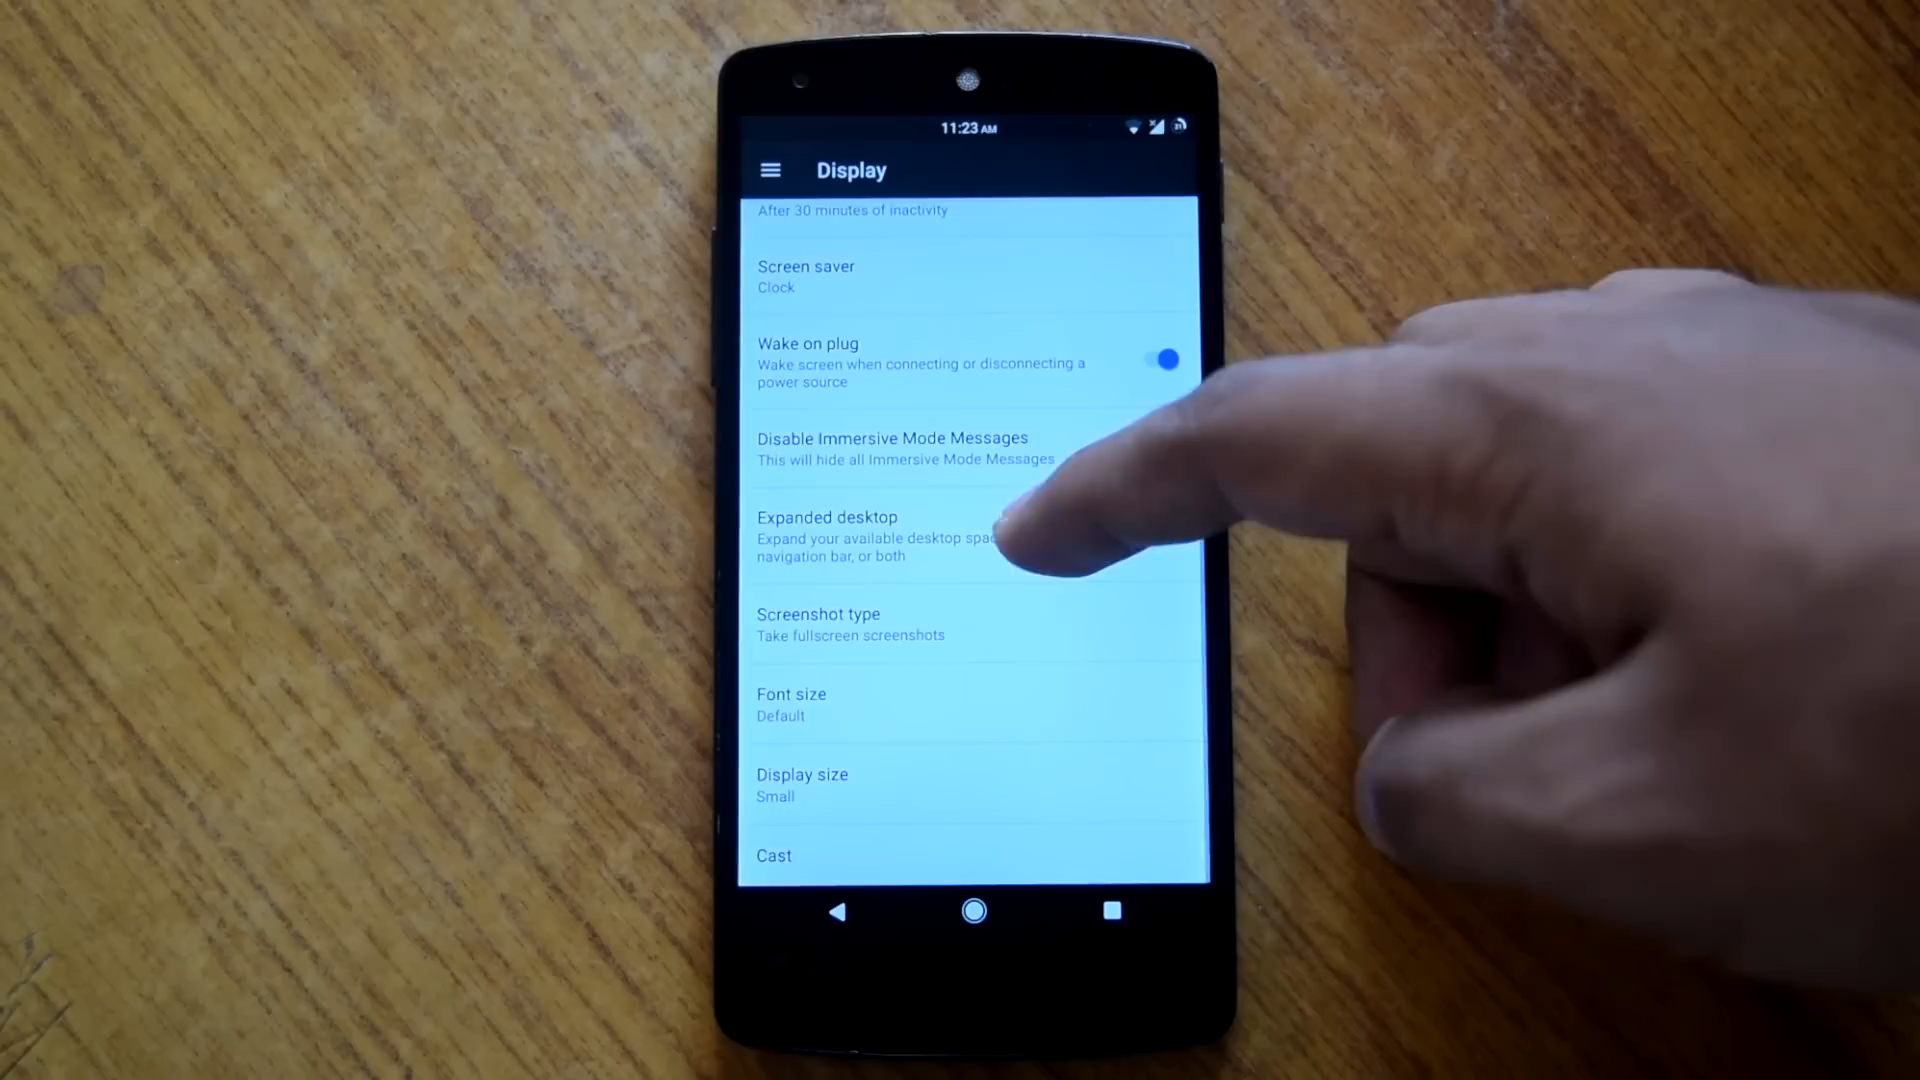 11:23 AM
31
Display
After 30 minutes of inactivity
Screen saver
Clock
Wake on plug
Wake screen when connecting or disconnecting a
power source
Disable Immersive Mode Messages
This will hide all Immersive Mode Messages
Expanded desktop
Expand your available desktop
navigation bar, or both
Screenshot type
Take fullscreen screenshots
Font size
Default
Display size
Small
Cast